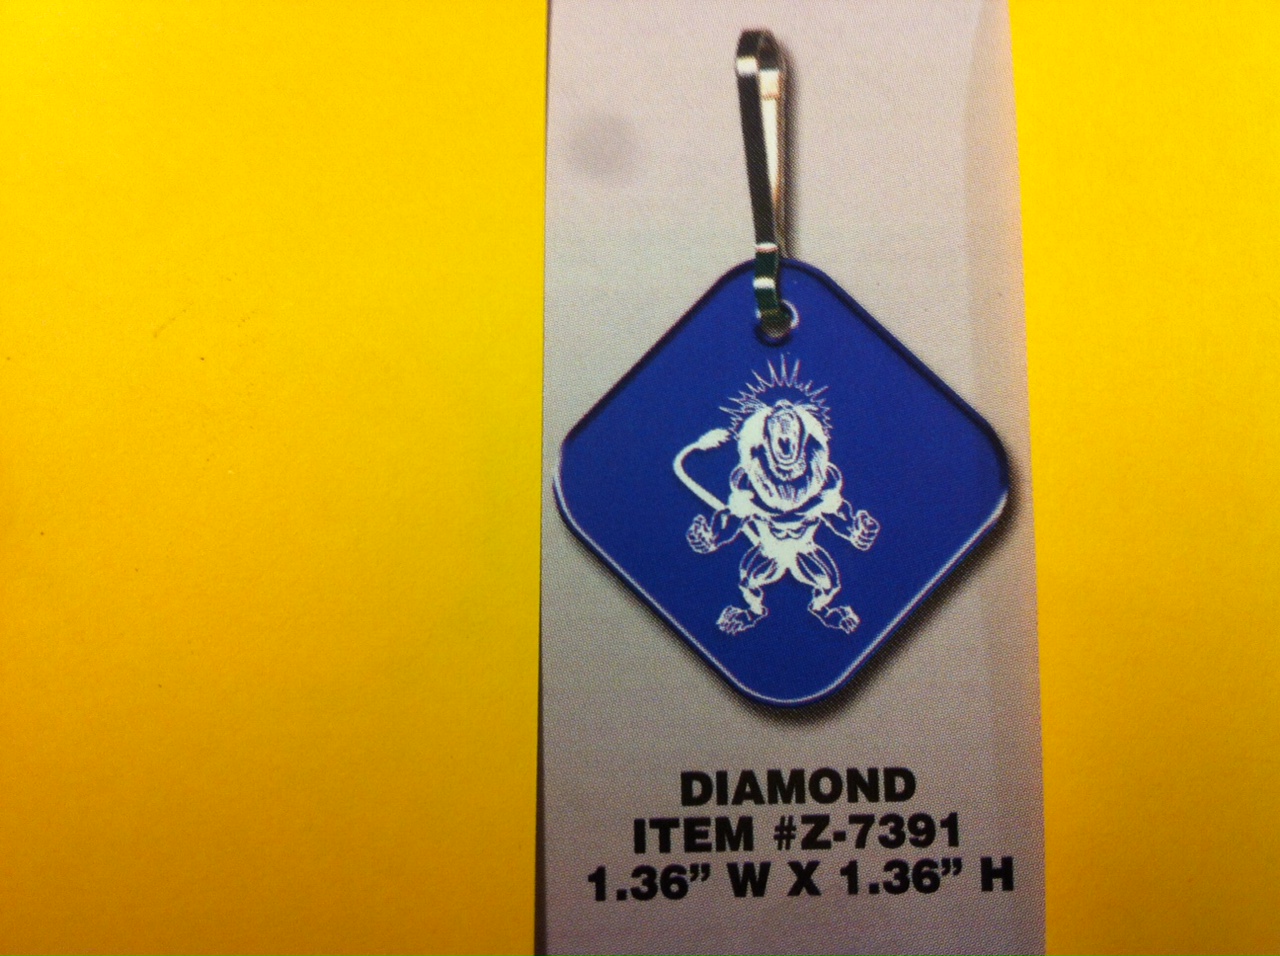 DIAMOND
ITEM #Z-7391
1.36” W X 1.36” H